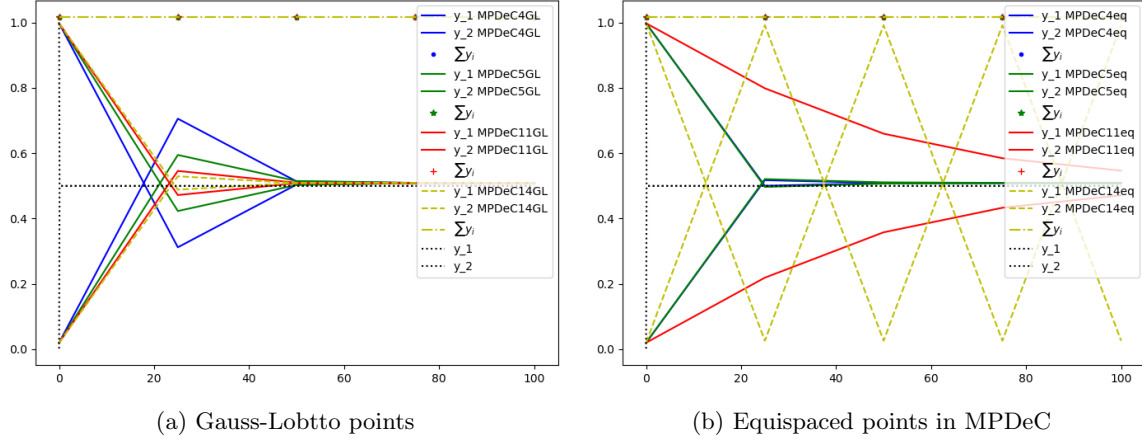 1.0
0.8
0.6
0.4
0.2
0.0
0 20 40 60 80 100
y_1 MPDeC4GL
y_2 MPDeC4GL
∑y_i
y_1 MPDeC5GL
y_2 MPDeC5GL
∑y_i
y_1 MPDeC11GL
y_2 MPDeC11GL
∑y_i
y_1 MPDeC14GL
y_2 MPDeC14GL
∑y_i
y_1
y_2
(a) Gauss-Lobtto points
1.0
0.8
0.6
0.4
0.2
0.0
0 20 40 60 80 100
y_1 MPDeC4eq
y_2 MPDeC4eq
∑y_i
y_1 MPDeC5eq
y_2 MPDeC5eq
∑y_i
y_1 MPDeC11eq
y_2 MPDeC11eq
∑y_i
y_1 MPDeC14eq
y_2 MPDeC14eq
∑y_i
y_1
y_2
(b) Equispaced points in MPDeC